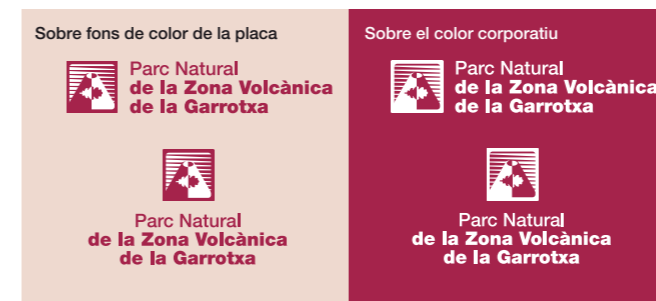 Sobre fons de color de la placa
Parc Natural
de la Zona Volcànica
de la Garrotxa
Parc Natural
de la Zona Volcànica
de la Garrotxa
Sobre el color corporatiu
Parc Natural
de la Zona Volcànica
de la Garrotxa
Parc Natural
de la Zona Volcànica
de la Garrotxa